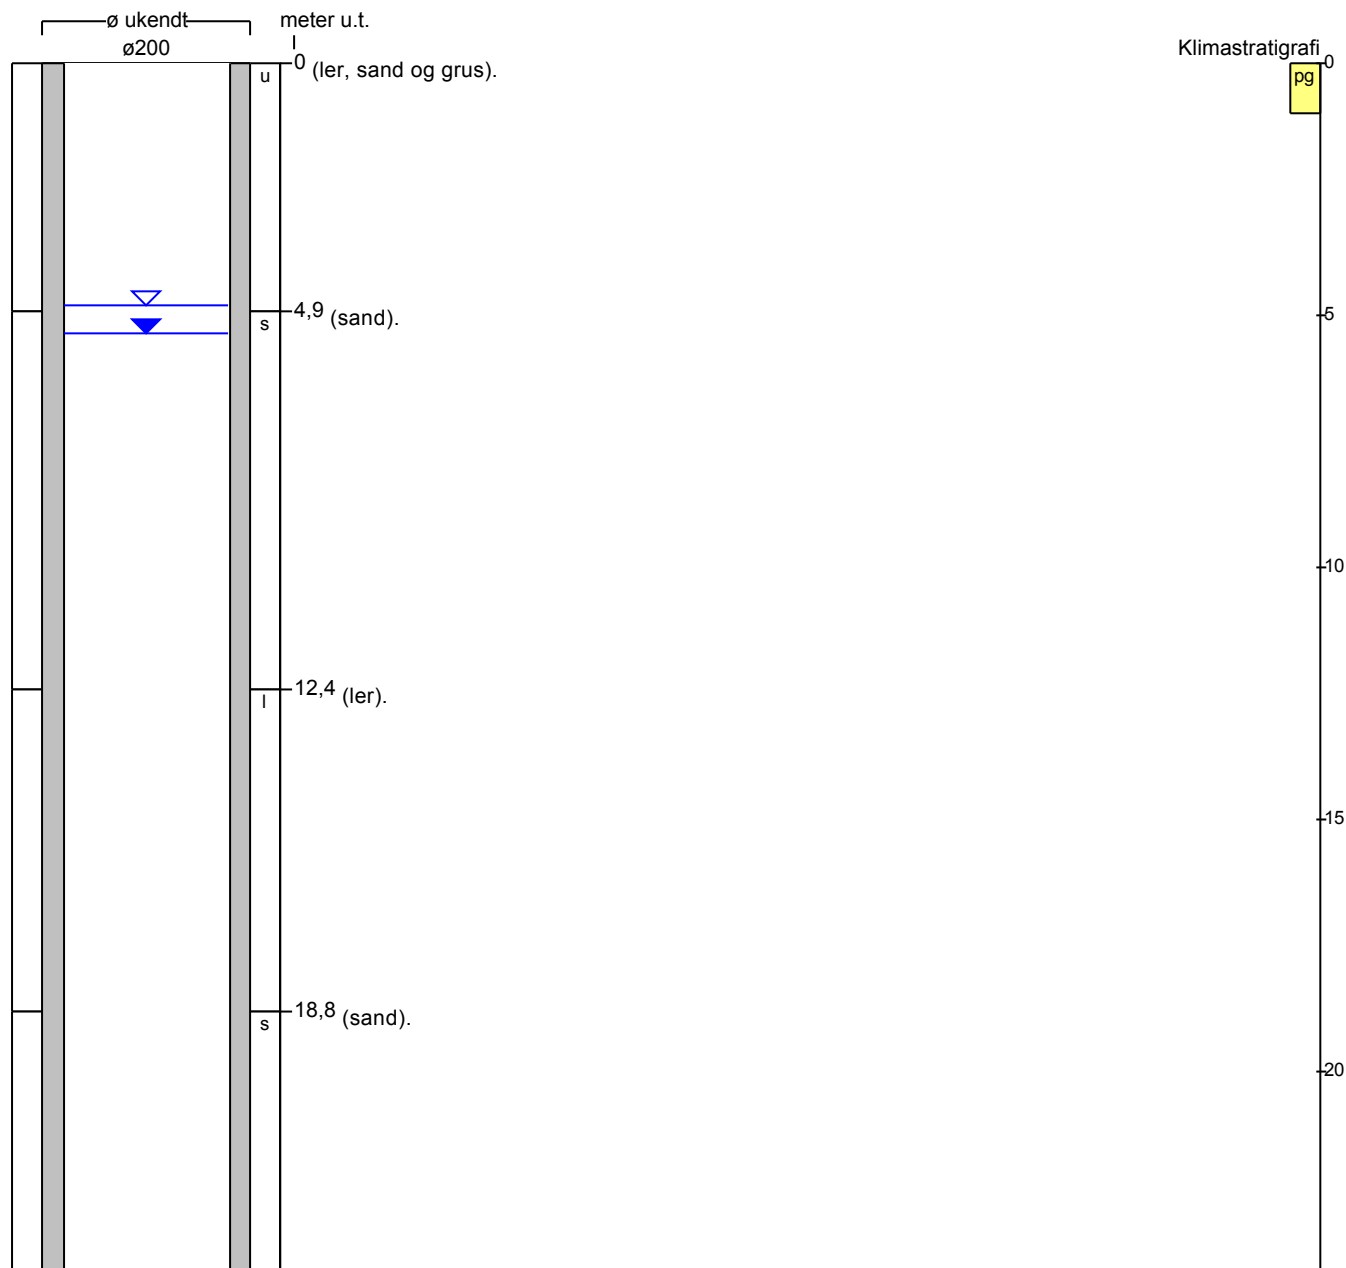 ø ukendt meter u.t.
ø200 Klimastratigrafi
u 0 (ler, sand og grus). pg 0
s 4,9 (sand). 5
10
l 12,4 (ler).
15
s 18,8 (sand).
20